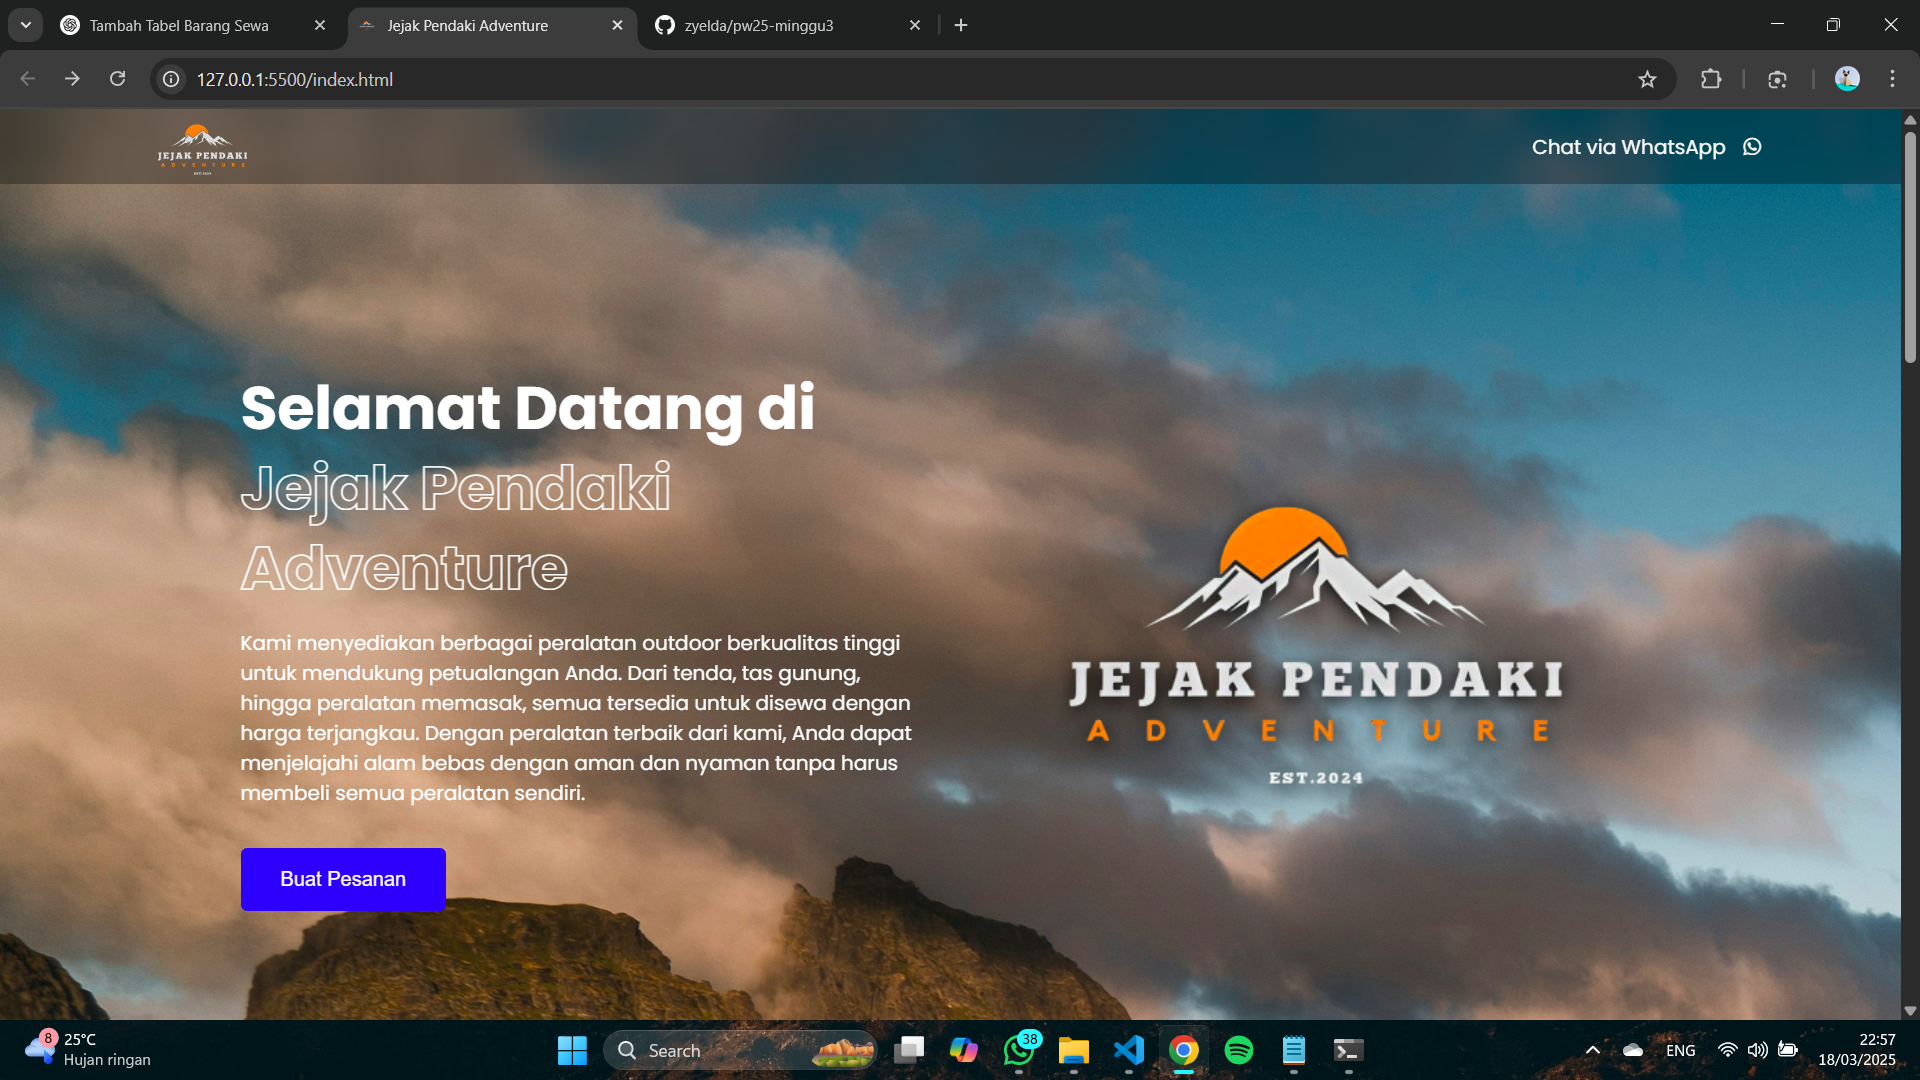 Tambah Tabel Barang Sewa
Jejak Pendaki Adventure
zyelda/pw25-minggu3
127.0.0.1:5500/index.html
JEJAK PENDAKI
ADVENTURE
EST.2024
Chat via WhatsApp
Selamat Datang di
Jejak Pendaki
Adventure
Kami menyediakan berbagai peralatan outdoor berkualitas tinggi
untuk mendukung petualangan Anda. Dari tenda, tas gunung,
hingga peralatan memasak, semua tersedia untuk disewa dengan
harga terjangkau. Dengan peralatan terbaik dari kami, Anda dapat
menjelajahi alam bebas dengan aman dan nyaman tanpa harus
membeli semua peralatan sendiri.
Buat Pesanan
JEJAK PENDAKI
ADVENTURE
EST.2024
8
25°C
Hujan ringan
Search
38
ENG
22:57
18/03/2025